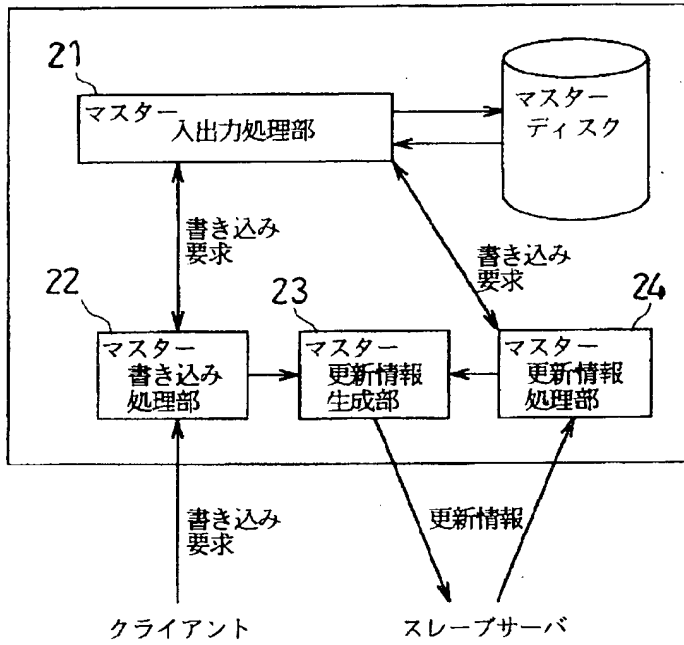 21
マスター
入出力処理部
マスター
ディスク
書き込み
要求
書き込み
要求
22
23
24
マスター
書き込み
処理部
マスター
更新情報
生成部
マスター
更新情報
処理部
書き込み
要求
更新情報
クライアント
スレーブサーバ